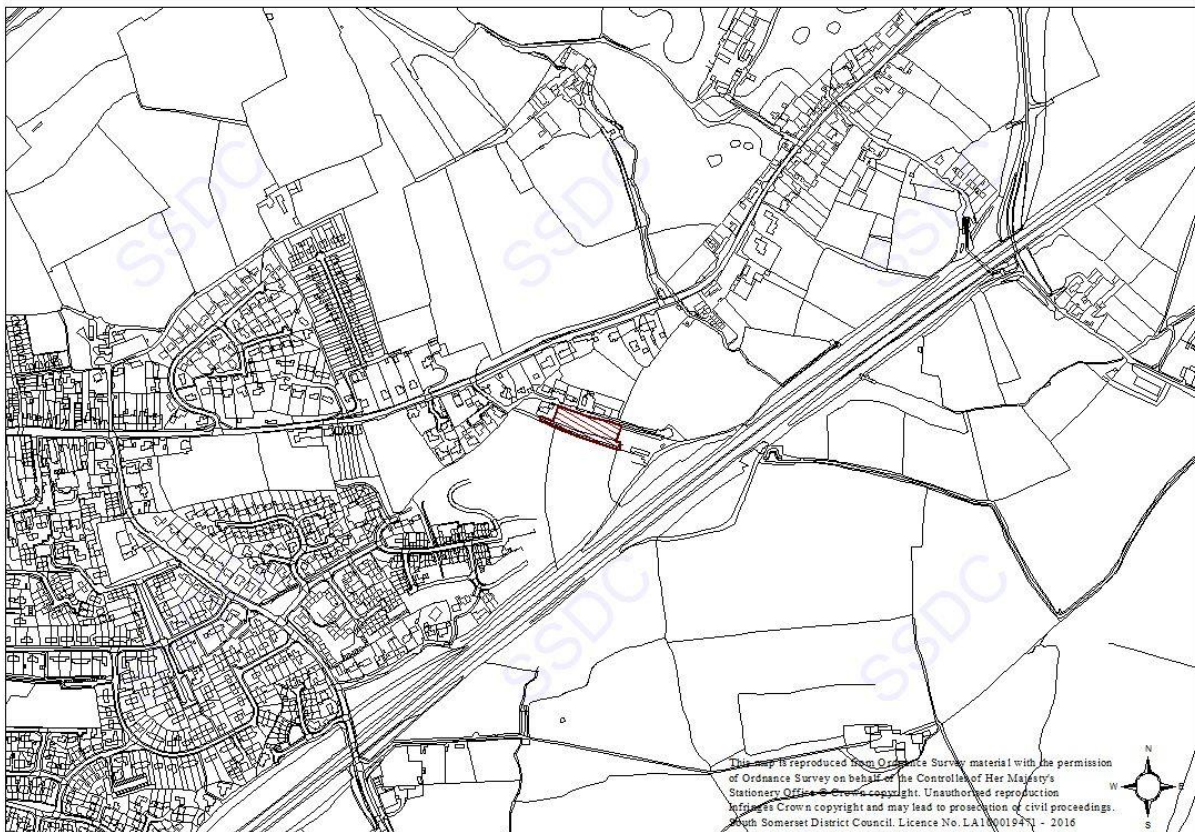 SSDC
SSDC
SSDC
SSDC
SSDC
This map is reproduced from Ordnance Survey material with the permission
of Ordnance Survey on behalf of the Controller of Her Majesty's
Stationery Office © Crown copyright. Unauthorised reproduction
infringes Crown copyright and may lead to prosecution or civil proceedings.
South Somerset District Council. Licence No. LA100019471 - 2016
N
W
E
S